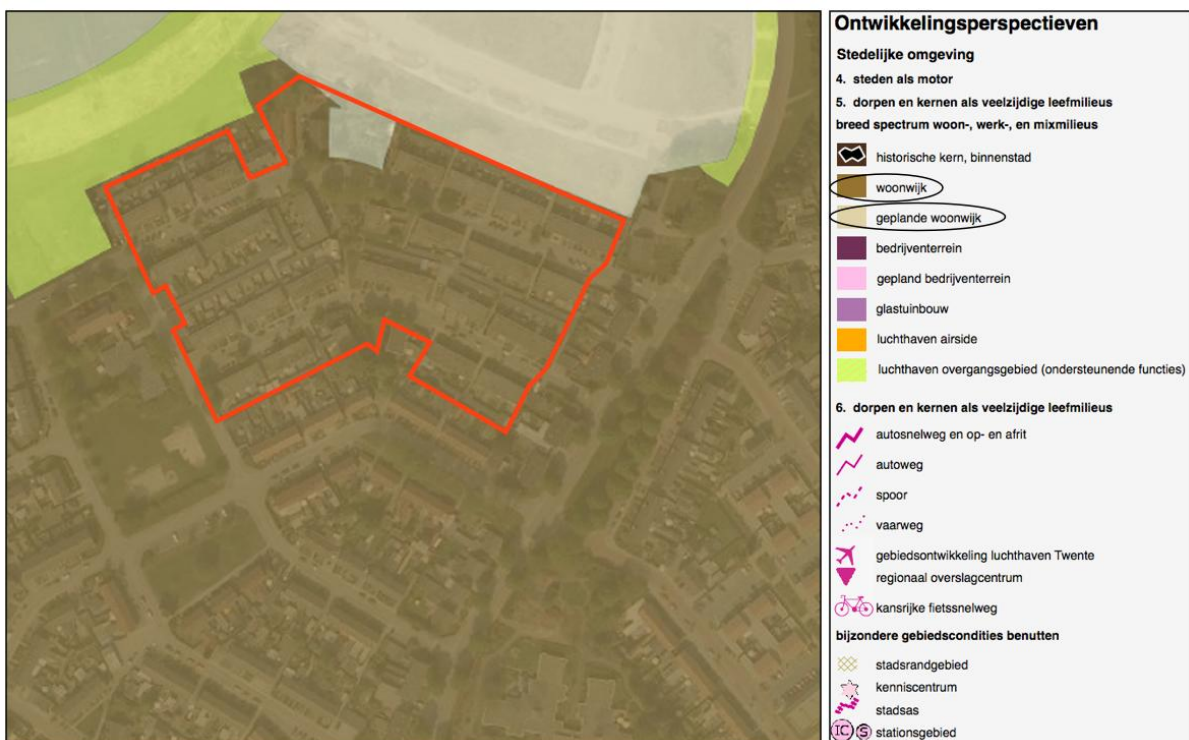 Ontwikkelingsperspectieven
Stedelijke omgeving
4. steden als motor
5. dorpen en kernen als veelzijdige leefmilieus
breed spectrum woon-, werk-, en mixmilieus
historische kern, binnenstad
woonwijk
geplande woonwijk
bedrijventerrein
gepland bedrijventerrein
glastuinbouw
luchthaven airside
luchthaven overgangsgebied (ondersteunende functies)
6. dorpen en kernen als veelzijdige leefmilieus
autosnelweg en op- en afrit
autoweg
spoor
vaarweg
gebiedsontwikkeling luchthaven Twente
regionaal overslagcentrum
kansrijke fietssnelweg
bijzondere gebiedscondities benutten
stadsrandgebied
kenniscentrum
stadsas
IC S stationsgebied